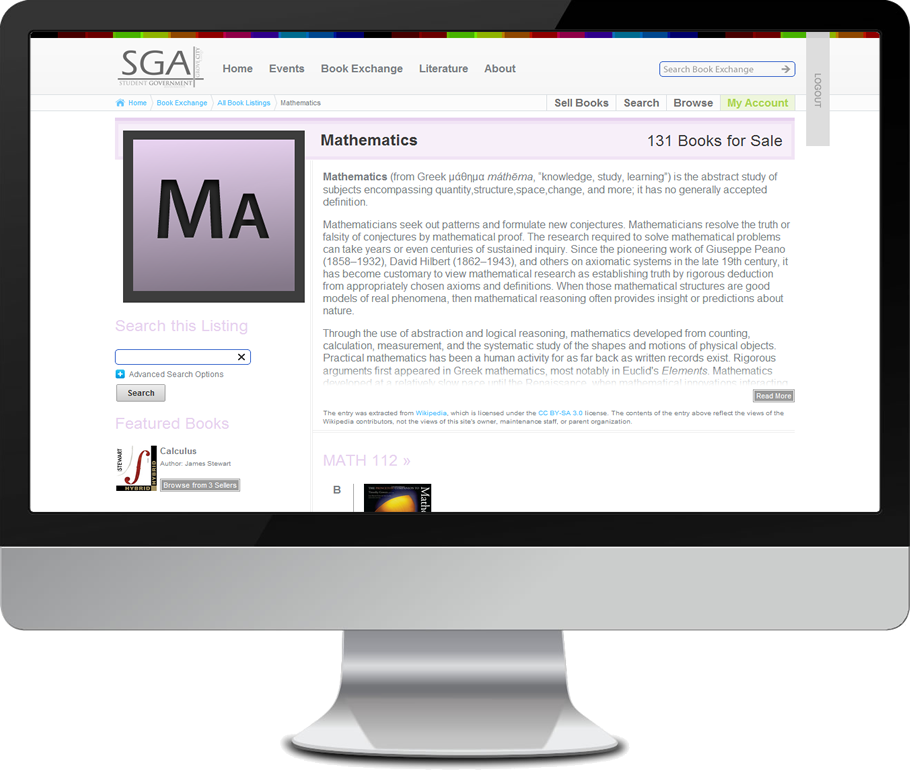 SGA
STUDENT GOVERNMENT
Home Events Book Exchange Literature About
Search Book Exchange
LOGOUT
Home Book Exchange All Book Listings Mathematics
Sell Books Search Browse My Account
MA
Mathematics 131 Books for Sale
Mathematics (from Greek μάθημα máthēma, "knowledge, study, learning") is the abstract study of
subjects encompassing quantity,structure,space,change, and more; it has no generally accepted
definition.
Mathematicians seek out patterns and formulate new conjectures. Mathematicians resolve the truth or
falsity of conjectures by mathematical proof. The research required to solve mathematical problems
can take years or even centuries of sustained inquiry. Since the pioneering work of Giuseppe Peano
(1858–1932), David Hilbert (1862–1943), and others on axiomatic systems in the late 19th century, it
has become customary to view mathematical research as establishing truth by rigorous deduction
from appropriately chosen axioms and definitions. When those mathematical structures are good
models of real phenomena, then mathematical reasoning often provides insight or predictions about
nature.
Through the use of abstraction and logical reasoning, mathematics developed from counting,
calculation, measurement, and the systematic study of the shapes and motions of physical objects.
Practical mathematics has been a human activity for as far back as written records exist. Rigorous
arguments first appeared in Greek mathematics, most notably in Euclid's Elements. Mathematics
developed at a relatively slow pace until the Renaissance, when mathematical innovations interacting
Read More
The entry was extracted from Wikipedia, which is licensed under the CC BY-SA 3.0 license. The contents of the entry above reflect the views of the
Wikipedia contributors, not the views of this site's owner, maintenance staff, or parent organization.
Search this Listing
Advanced Search Options
Search
Featured Books
STEWART
HYBRID
Calculus
Author: James Stewart
Browse from 3 Sellers
MATH 112 »
B